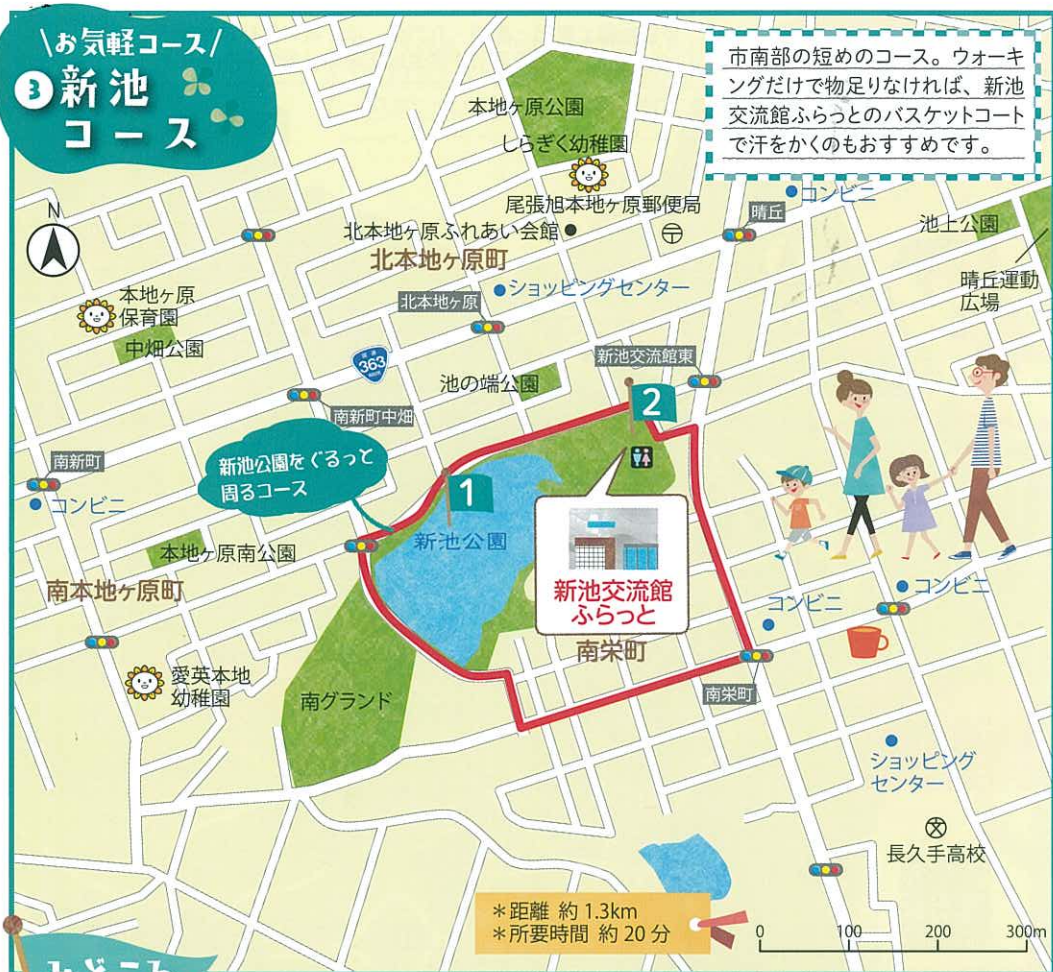 お気軽コース
3 新池
コース
市南部の短めのコース。ウォーキ
ングだけで物足りなければ、新池
交流館ふらっとのバスケットコート
で汗をかくのもおすすめです。
本地ヶ原公園
しらぎく幼稚園
尾張旭本地ヶ原郵便局
コンビニ
晴丘
池上公園
北本地ヶ原ふれあい会館
北本地ヶ原町
晴丘運動
広場
N
ショッピングセンター
本地ヶ原
保育園
北本地ヶ原
中畑公園
国道
363
新池交流館東
池の端公園
2
南新町中畑
南新町
新池公園をぐるっと
周るコース
1
コンビニ
新池公園
本地ヶ原南公園
新池交流館
ふらっと
南本地ヶ原町
コンビニ
コンビニ
南栄町
愛英本地
幼稚園
南グランド
南栄町
ショッピング
センター
文
長久手高校
*距離 約1.3km
*所要時間 約20分
0 100 200 300m